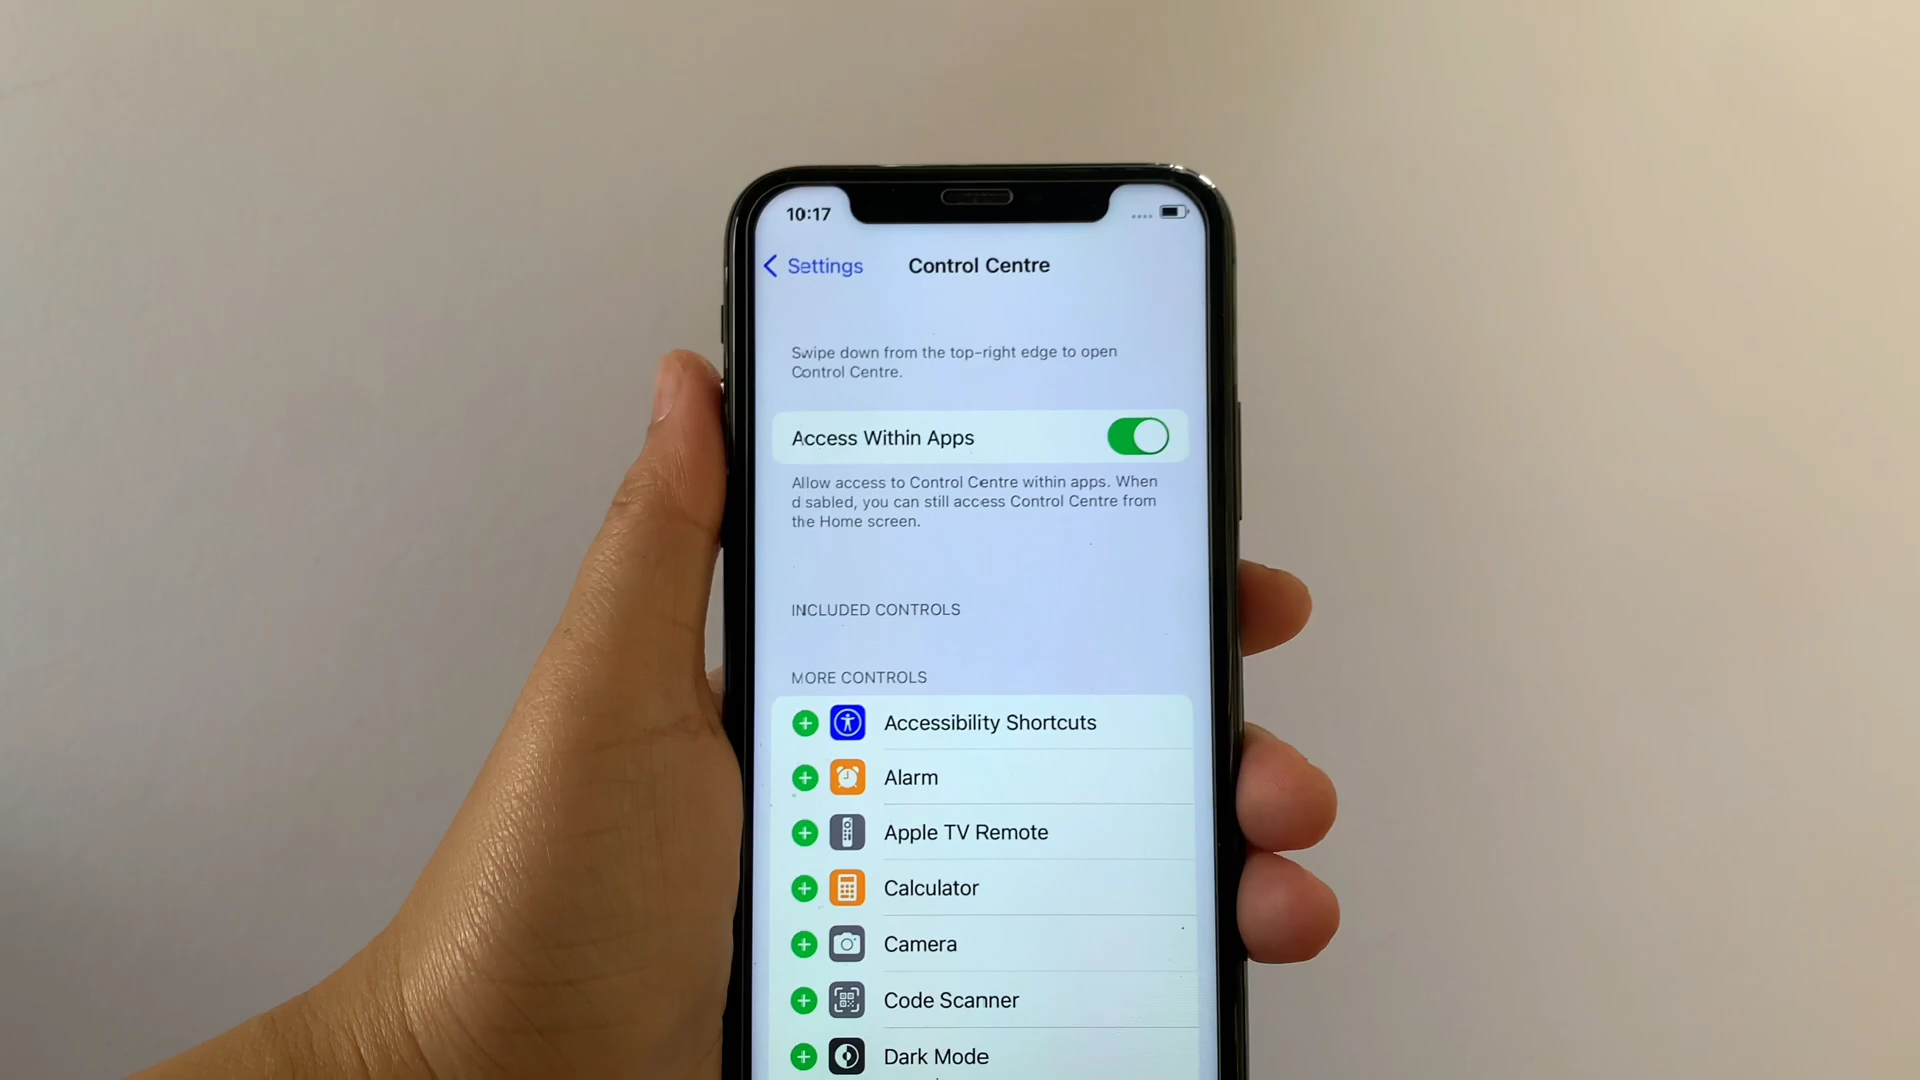 10:17
Settings
Control Centre
Swipe down from the top-right edge to open
Control Centre.
Access Within Apps
Allow access to Control Centre within apps. When
d sabled, you can still access Control Centre from
the Home screen.
INCLUDED CONTROLS
MORE CONTROLS
Accessibility Shortcuts
Alarm
Apple TV Remote
Calculator
Camera
Code Scanner
Dark Mode